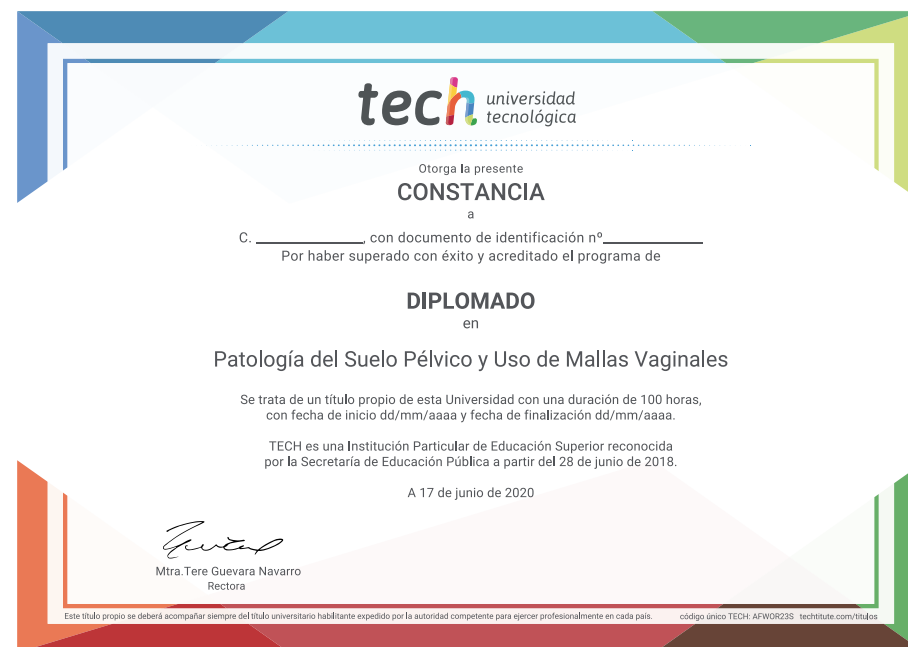 tech universidad
tecnológica
Otorga la presente
CONSTANCIA
a
C. ____________, con documento de identificación nº___________
Por haber superado con éxito y acreditado el programa de
DIPLOMADO
en
Patología del Suelo Pélvico y Uso de Mallas Vaginales
Se trata de un título propio de esta Universidad con una duración de 100 horas,
con fecha de inicio dd/mm/aaaa y fecha de finalización dd/mm/aaaa.
TECH es una Institución Particular de Educación Superior reconocida
por la Secretaría de Educación Pública a partir del 28 de junio de 2018.
A 17 de junio de 2020
Mtra.Tere Guevara Navarro
Rectora
Este título propio se deberá acompañar siempre del título universitario habilitante expedido por la autoridad competente para ejercer profesionalmente en cada país. código único TECH: AFWOR23S techtitute.com/titulos